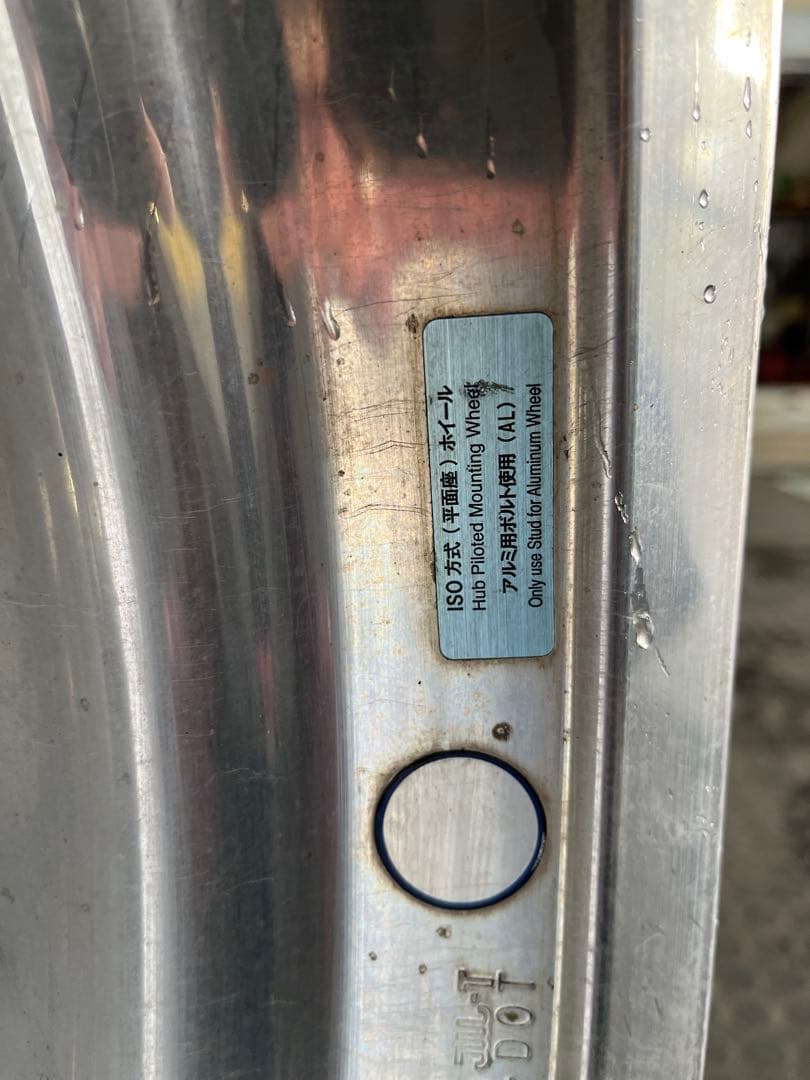 ISO 方式(平面座)ホイール
Hub Piloted Mounting Wheel
アルミ用ボルト使用(AL)
Only use Stud for Aluminum Wheel
JWL-T
DOT